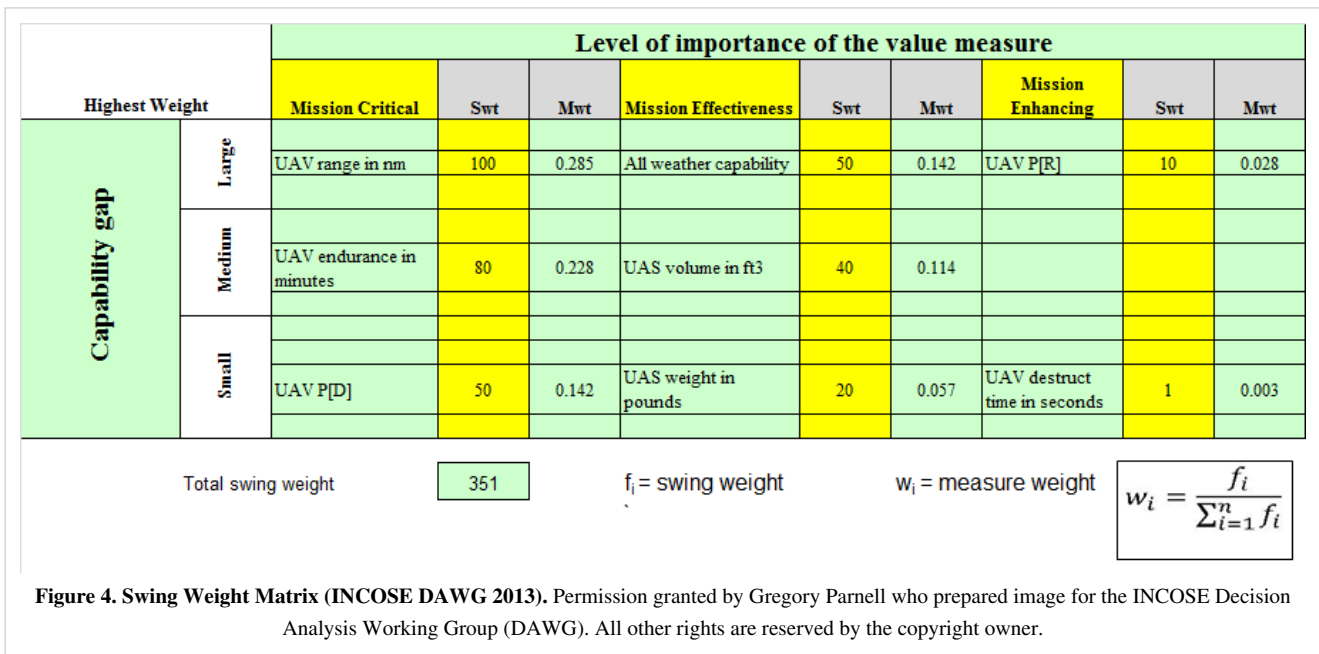 Level of importance of the value measure
Highest Weight Mission Critical Swt Mwt Mission Effectiveness Swt Mwt Mission Enhancing Swt Mwt
Capability gap
Large
UAV range in nm 100 0.285 All weather capability 50 0.142 UAV P[R] 10 0.028
Medium
UAV endurance in minutes 80 0.228 UAS volume in ft3 40 0.114
Small
UAV P[D] 50 0.142 UAS weight in pounds 20 0.057 UAV destruct time in seconds 1 0.003
Total swing weight 351 fᵢ = swing weight wᵢ = measure weight wᵢ = fᵢ / ∑ⁿᵢ₌₁ fᵢ
`
Figure 4. Swing Weight Matrix (INCOSE DAWG 2013). Permission granted by Gregory Parnell who prepared image for the INCOSE Decision
Analysis Working Group (DAWG). All other rights are reserved by the copyright owner.